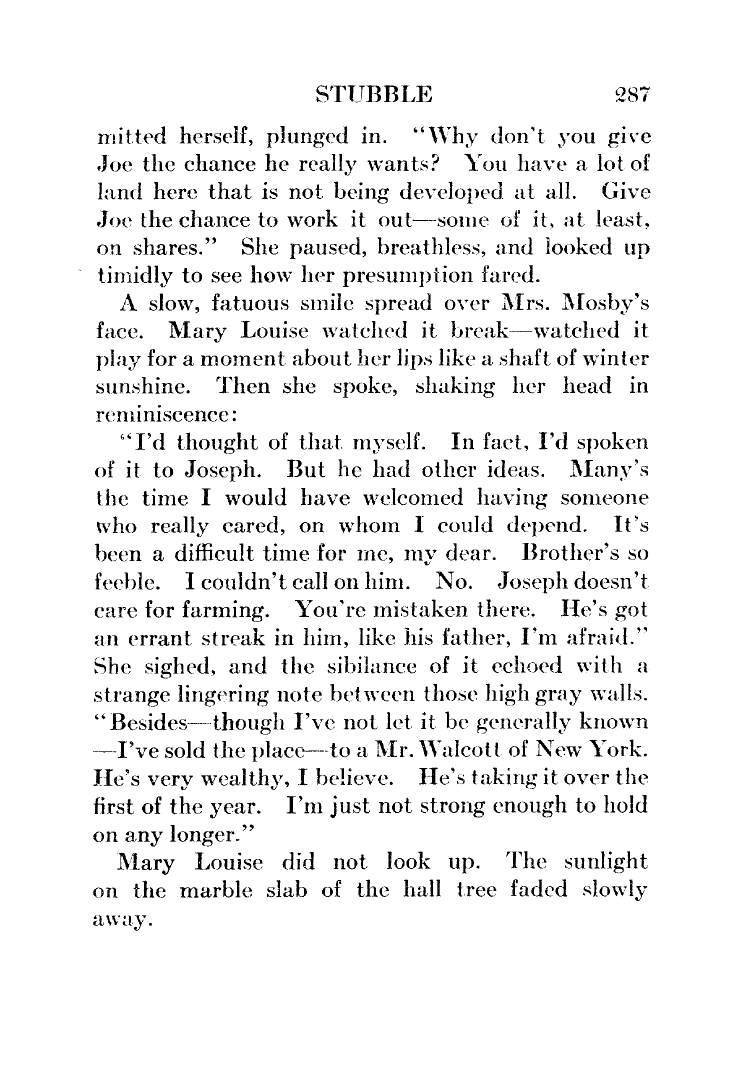 STUBBLE 287
mitted herself, plunged in. "Why don't you give
Joe the chance he really wants? You have a lot of
land here that is not being developed at all. Give
Joe the chance to work it out—some of it, at least,
on shares." She paused, breathless, and looked up
timidly to see how her presumption fared.
A slow, fatuous smile spread over Mrs. Mosby's
face. Mary Louise watched it break—watched it
play for a moment about her lips like a shaft of winter
sunshine. Then she spoke, shaking her head in
reminiscence:
"I'd thought of that myself. In fact, I'd spoken
of it to Joseph. But he had other ideas. Many's
the time I would have welcomed having someone
who really cared, on whom I could depend. It's
been a difficult time for me, my dear. Brother's so
feeble. I couldn't call on him. No. Joseph doesn't
care for farming. You're mistaken there. He's got
an errant streak in him, like his father, I'm afraid."
She sighed, and the sibilance of it echoed with a
strange lingering note between those high gray walls.
"Besides—though I've not let it be generally known
—I've sold the place—to a Mr. Walcott of New York.
He's very wealthy, I believe. He's taking it over the
first of the year. I'm just not strong enough to hold
on any longer."
Mary Louise did not look up. The sunlight
on the marble slab of the hall tree faded slowly
away.